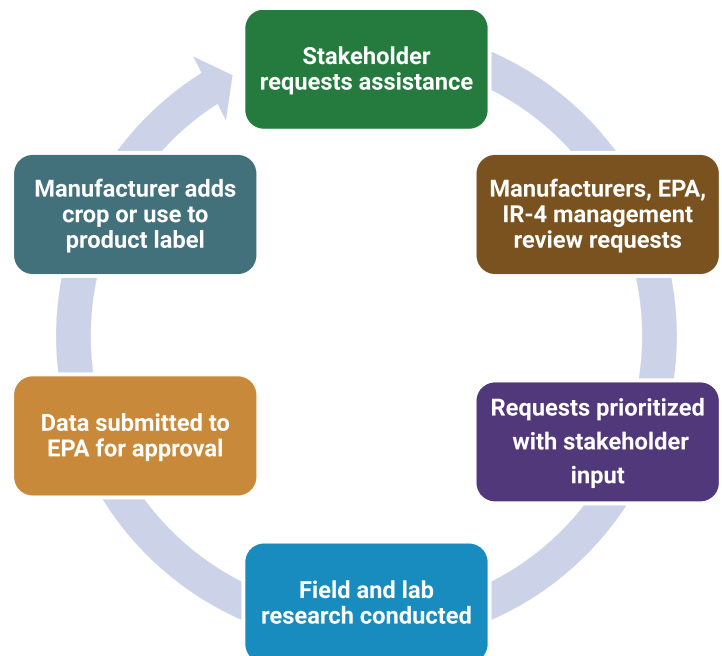 Stakeholder
requests assistance
Manufacturers, EPA,
IR-4 management
review requests
Requests prioritized
with stakeholder
input
Field and lab
research conducted
Data submitted to
EPA for approval
Manufacturer adds
crop or use to
product label